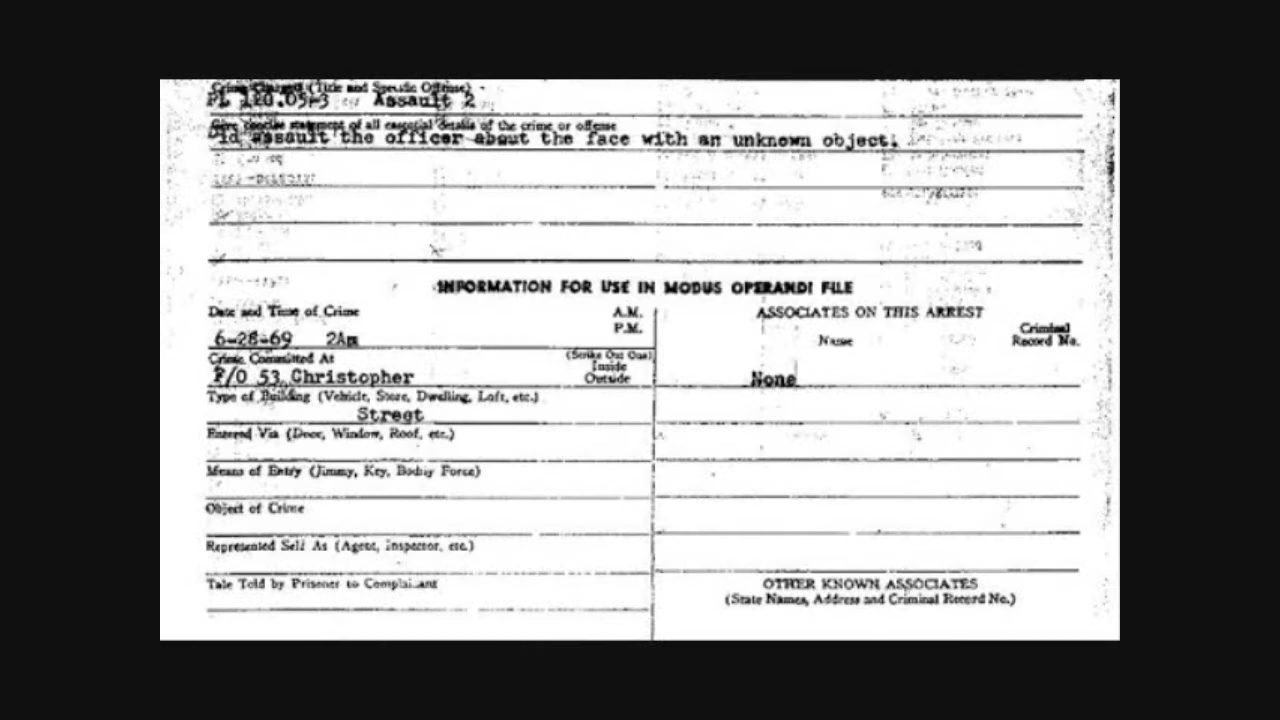 Crime Charged (Title and Specific Offense)
PL 120.05-3 Assault 2
Give concise statement of all essential details of the crime or offense
Did assault the officer about the face with an unknown object.
INFORMATION FOR USE IN MODUS OPERANDI FILE
Date and Time of Crime A.M. P.M.
6-28-69 2Am
ASSOCIATES ON THIS ARREST
Name Criminal Record No.
Crime Committed At (Strike Out One) Inside Outside
F/O 53 Christopher
None
Type of Building (Vehicle, Store, Dwelling, Loft, etc.)
Street
Entered Via (Door, Window, Roof, etc.)
Means of Entry (Jimmy, Key, Bodily Force)
Object of Crime
Represented Self As (Agent, Inspector, etc.)
Tale Told by Prisoner to Complainant
OTHER KNOWN ASSOCIATES
(State Names, Address and Criminal Record No.)